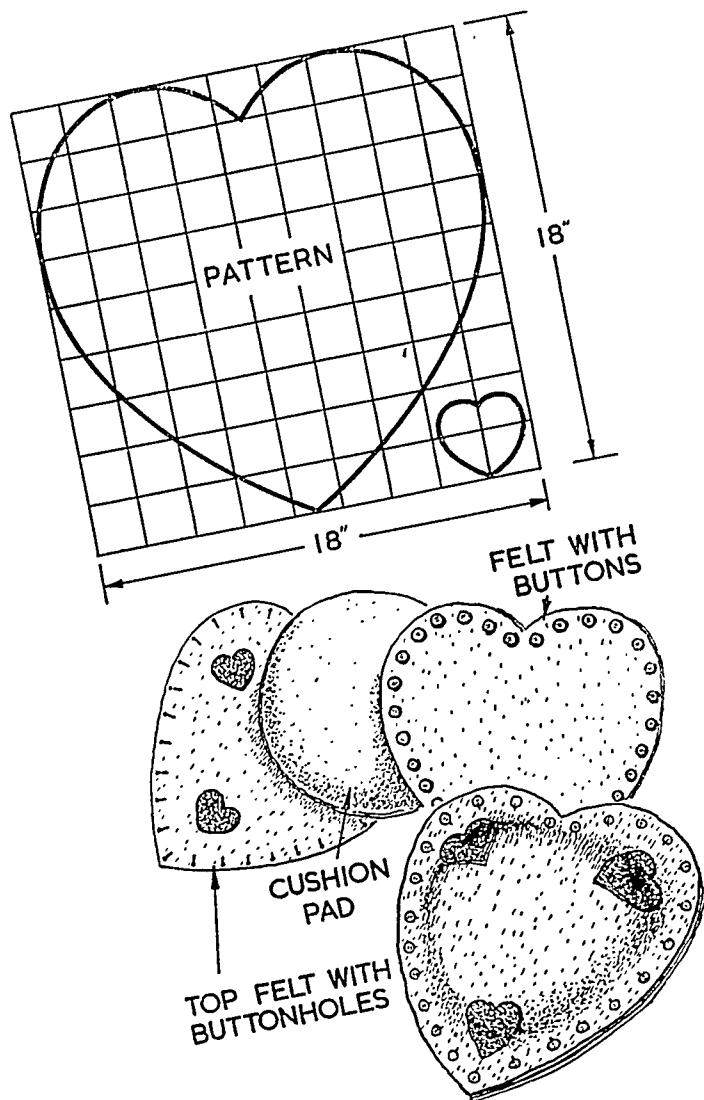 PATTERN
18"
18"
FELT WITH
BUTTONS
CUSHION
PAD
TOP FELT WITH
BUTTONHOLES